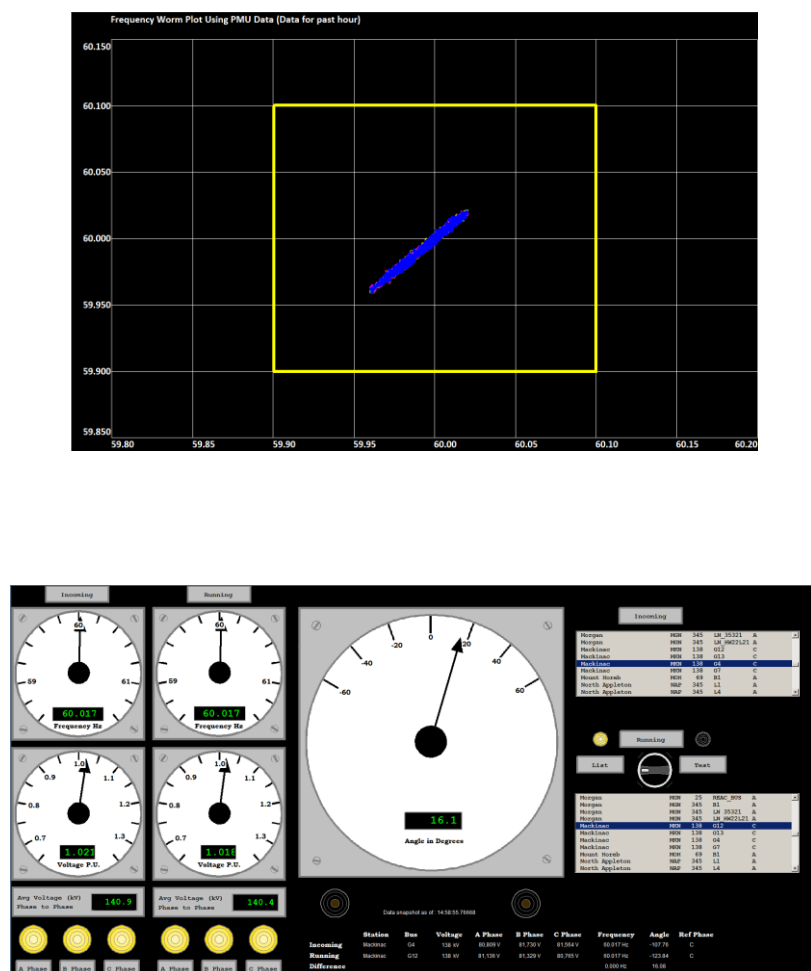 Frequency Worm Plot Using PMU Data (Data for past hour)
60.150
60.100
60.050
60.000
59.950
59.900
59.850
59.80 59.85 59.90 59.95 60.00 60.05 60.10 60.15 60.20
Incoming
Running
60
59
61
60.017
Frequency Hz
60
59
61
60.017
Frequency Hz
1.0
0.9 1.1
0.8 1.2
0.7 1.3
1.021
Voltage P.U.
1.0
0.9 1.1
0.8 1.2
0.7 1.3
1.018
Voltage P.U.
Avg Voltage (kV)
Phase to Phase
140.9
Avg Voltage (kV)
Phase to Phase
140.4
A Phase B Phase C Phase
A Phase B Phase C Phase
0
-20 20
-40 40
-60 60
16.1
Angle in Degrees
Incoming
Morgan MGN 345 LN_35321 A
Morgan MGN 345 LN_HW22L21 A
Mackinac MKN 138 G12 C
Mackinac MKN 138 G13 C
Mackinac MKN 138 G4 C
Mackinac MKN 138 G7 C
Mount Horeb MOH 69 B1 A
North Appleton NAP 345 L1 A
North Appleton NAP 345 L4 A
Running
List
Test
Morgan MGN 25 REAC_BUS A
Morgan MGN 345 B1 A
Morgan MGN 345 LN 35321 A
Morgan MGN 345 LN_HW22L21 A
Mackinac MKN 138 G12 C
Mackinac MKN 138 G13 C
Mackinac MKN 138 G4 C
Mackinac MKN 138 G7 C
Mount Horeb MOH 69 B1 A
North Appleton NAP 345 L1 A
North Appleton NAP 345 L4 A
Data snapshot as of : 14:58:55.
Station Bus Voltage A Phase B Phase C Phase Frequency Angle Ref Phase
Incoming Mackinac G4 138 kV 80,809 V 81,730 V 81,564 V 60.017 Hz -107.76 C
Running Mackinac G12 138 kV 81,136 V 81,329 V 80,765 V 60.017 Hz -123.84 C
Difference 0.000 Hz 16.08